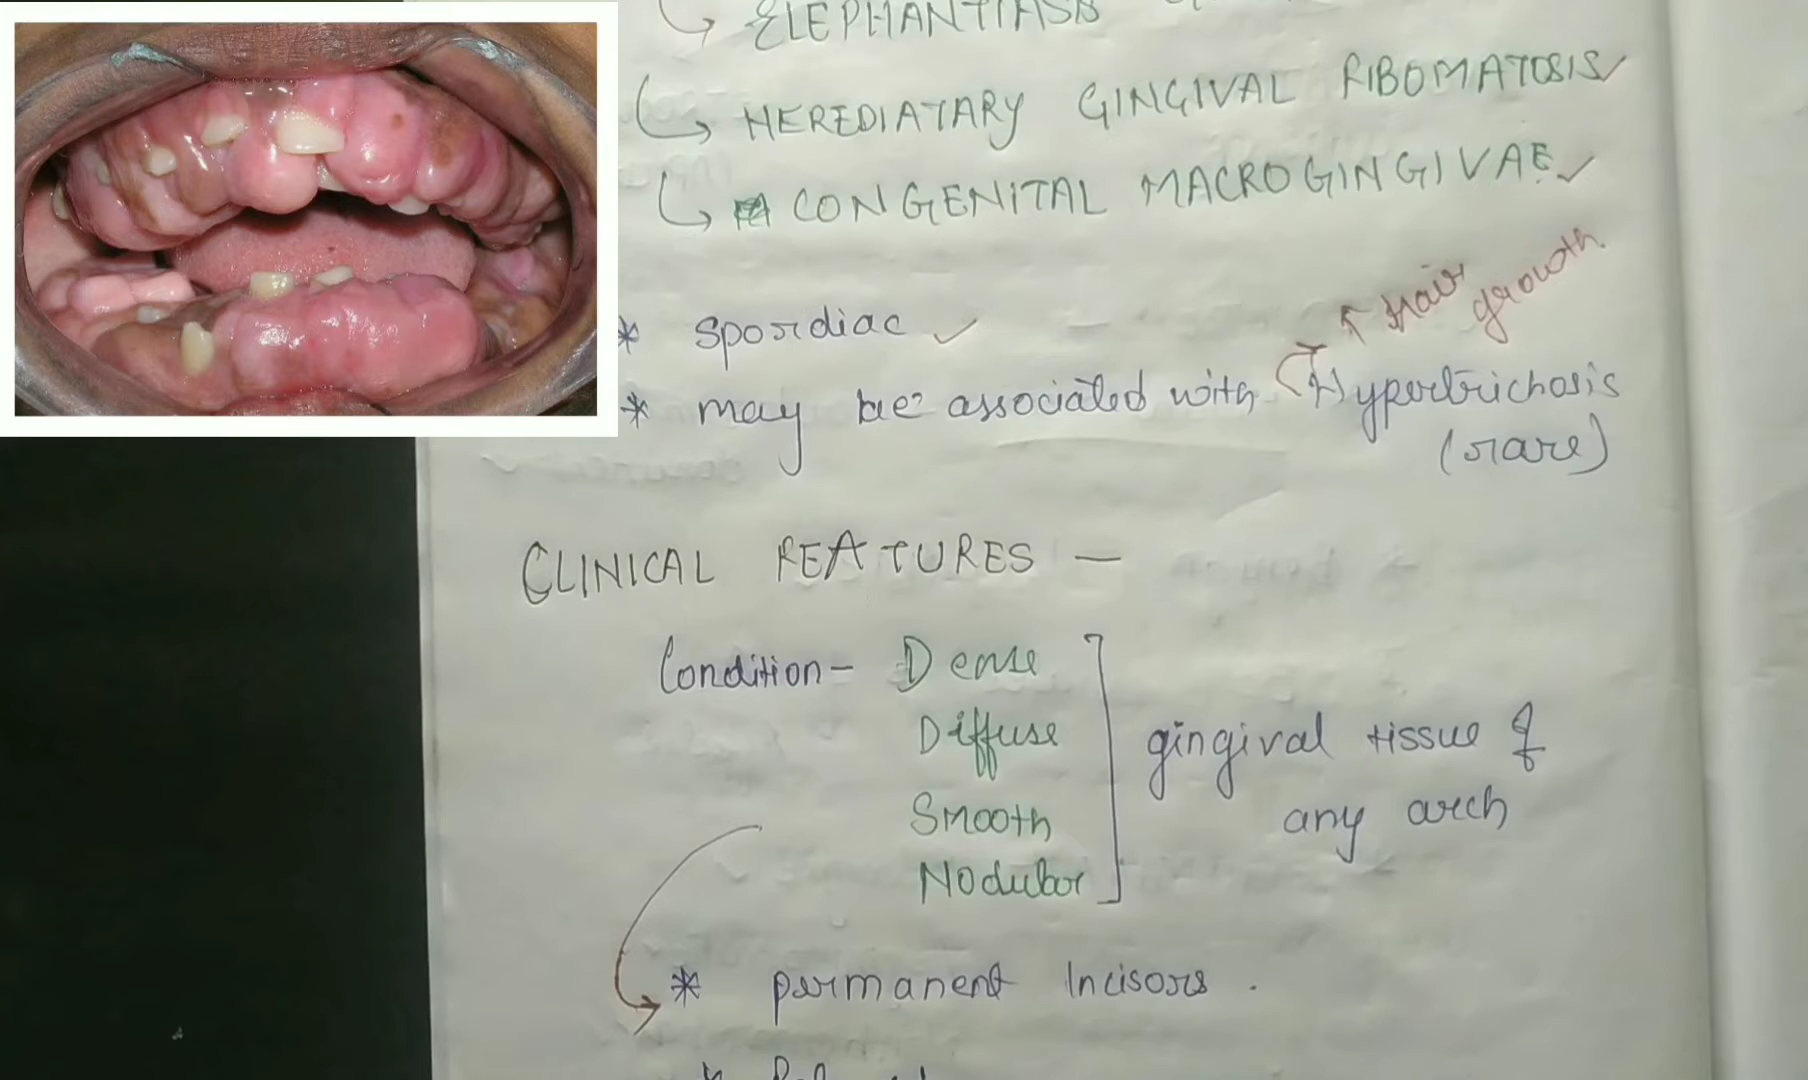 ELEPHANTIASIS
HEREDIATARY GINGIVAL FIBOMATOSIS
CONGENITAL MACROGINGIVAE
↑ Hair growth
* spordiac
* may be associated with Hypertrichosis
(rare)
CLINICAL FEATURES -
Condition - Dense
Diffuse
Smooth
Nodular
gingival tissue of
any arch
* permanent Incisors.